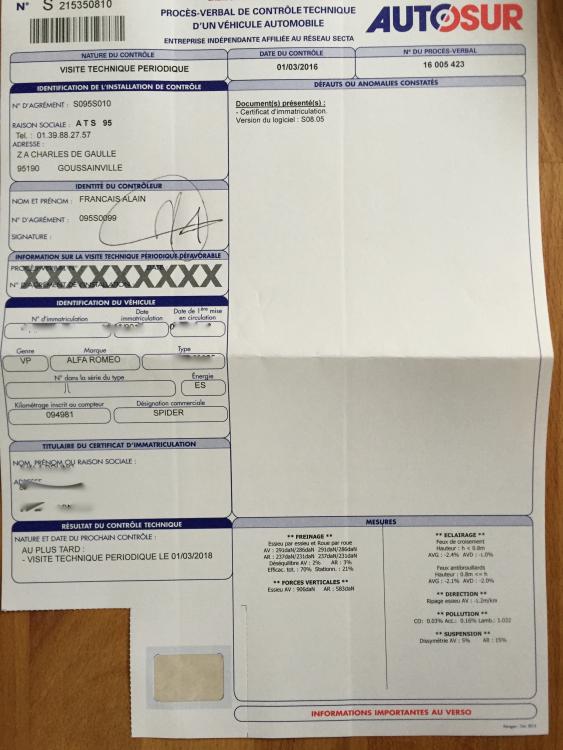 N° S 215350810
PROCÈS-VERBAL DE CONTRÔLE TECHNIQUE
D'UN VÉHICULE AUTOMOBILE
ENTREPRISE INDÉPENDANTE AFFILIÉE AU RÉSEAU SECTA
AUTOSUR
NATURE DU CONTRÔLE
VISITE TECHNIQUE PERIODIQUE
DATE DU CONTRÔLE
01/03/2016
N° DU PROCÈS-VERBAL
16 005 423
IDENTIFICATION DE L'INSTALLATION DE CONTRÔLE
N° D'AGRÉMENT : S095S010
RAISON SOCIALE : ATS 95
Tel. : 01.39.88.27.57
ADRESSE :
Z A CHARLES DE GAULLE
95190 GOUSSAINVILLE
IDENTITÉ DU CONTRÔLEUR
NOM ET PRÉNOM : FRANCAIS ALAIN
N° D'AGRÉMENT : 095S0099
SIGNATURE :
INFORMATION SUR LA VISITE TECHNIQUE PÉRIODIQUE DÉFAVORABLE
XXXXXXXXX
IDENTIFICATION DU VÉHICULE
N° d'immatriculation
Date immatriculation
Date de 1ère mise en circulation
Genre
VP
Marque
ALFA ROMEO
Type
N° dans la série du type
Énergie
ES
Kilométrage inscrit au compteur
094981
Désignation commerciale
SPIDER
TITULAIRE DU CERTIFICAT D'IMMATRICULATION
NOM, PRÉNOM OU RAISON SOCIALE :
RÉSULTAT DU CONTRÔLE TECHNIQUE
NATURE ET DATE DU PROCHAIN CONTRÔLE :
AU PLUS TARD :
- VISITE TECHNIQUE PERIODIQUE LE 01/03/2018
DÉFAUTS OU ANOMALIES CONSTATÉS
Document(s) présenté(s) :
- Certificat d'immatriculation.
Version du logiciel : S08.05
MESURES
** FREINAGE **
Essieu par essieu et Roue par roue
AV : 291daN/286daN 291daN/286daN
AR : 237daN/231daN 237daN/231daN
Déséquilibre AV : 2% AR : 3%
Efficac. tot. : 70% Stationn. : 21%
** FORCES VERTICALES **
Essieu AV : 906daN AR : 583daN
** ECLAIRAGE **
Feux de croisement
Hauteur : h < 0.8m
AVG : -2.4% AVD : -1.0%
Feux antibrouillards
Hauteur : 0.8m <= h
AVG : -2.1% AVD : -2.0%
** DIRECTION **
Ripage essieu AV : -1.2m/km
** POLLUTION **
CO: 0.03% Acc.: 0.16% Lamb.: 1.022
** SUSPENSION **
Dissymétrie AV : 5% AR : 15%
INFORMATIONS IMPORTANTES AU VERSO